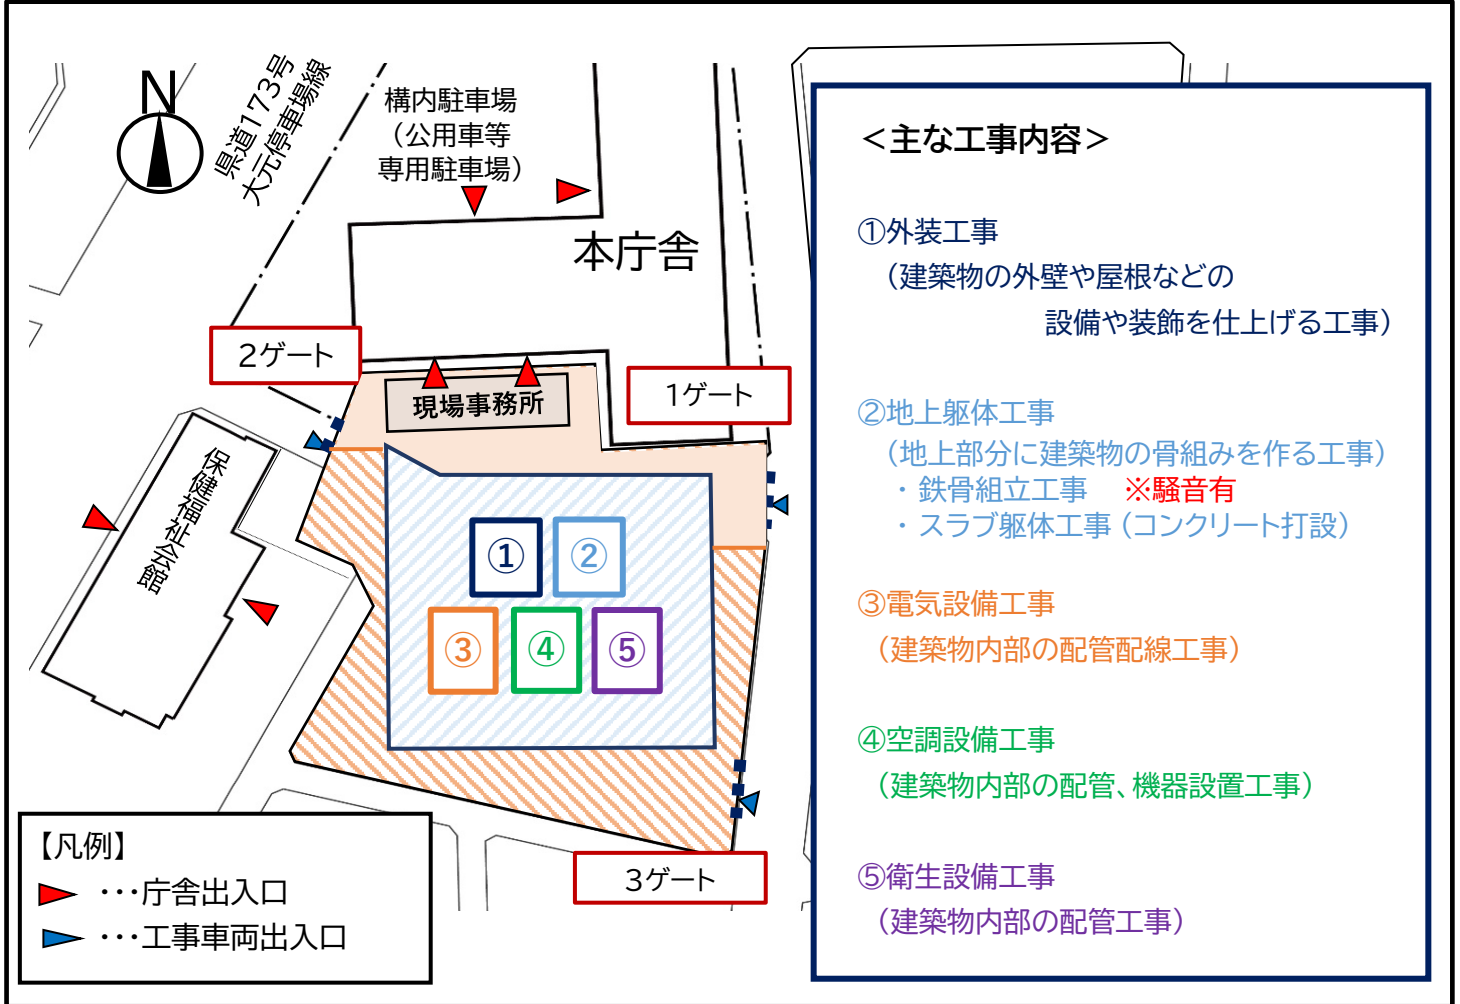 N
県道173号
大元停車場線
構内駐車場
（公用車等
専用駐車場）
本庁舎
2ゲート
1ゲート
現場事務所
保健福祉会館
①
②
③
④
⑤
3ゲート
【凡例】
・・・庁舎出入口
・・・工事車両出入口
＜主な工事内容＞
①外装工事
（建築物の外壁や屋根などの
設備や装飾を仕上げる工事）
②地上躯体工事
（地上部分に建築物の骨組みを作る工事）
・鉄骨組立工事　※騒音有
・スラブ躯体工事（コンクリート打設）
③電気設備工事
（建築物内部の配管配線工事）
④空調設備工事
（建築物内部の配管、機器設置工事）
⑤衛生設備工事
（建築物内部の配管工事）